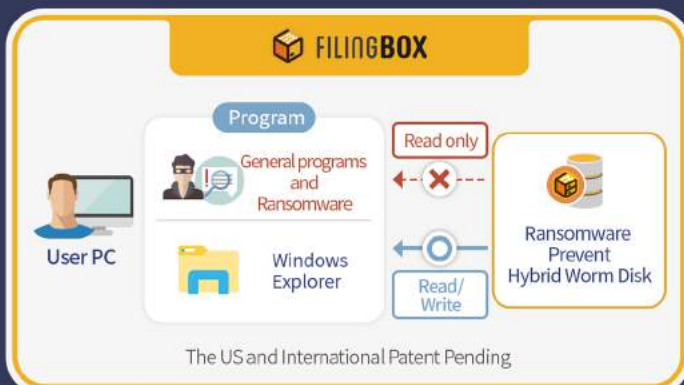 FILINGBOX
Program
General programs
and
Ransomware
Windows
Explorer
User PC
Read only
Read/
Write
Ransomware
Prevent
Hybrid Worm Disk
The US and International Patent Pending